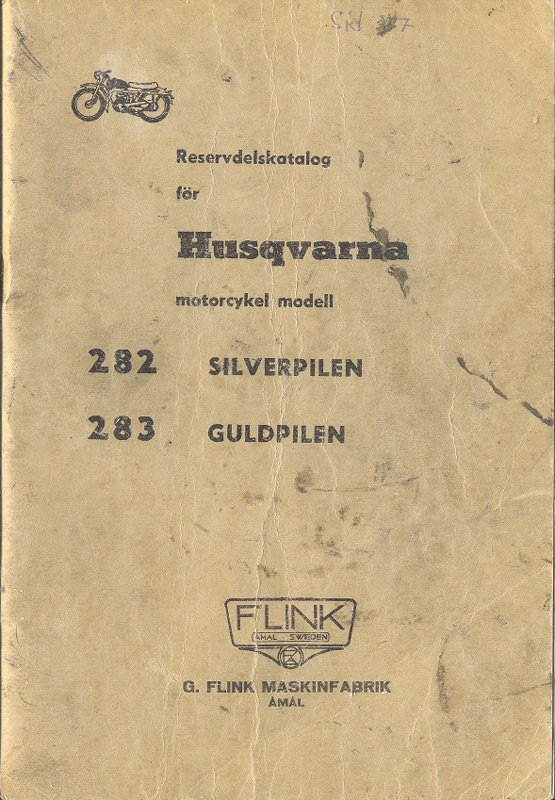 Reservdelskatalog
för
Husqvarna
motorcykel modell
282 SILVERPILEN
283 GULDPILEN
FLINK
ÅMÅL SWEDEN
G. FLINK MASKINFABRIK
ÅMÅL